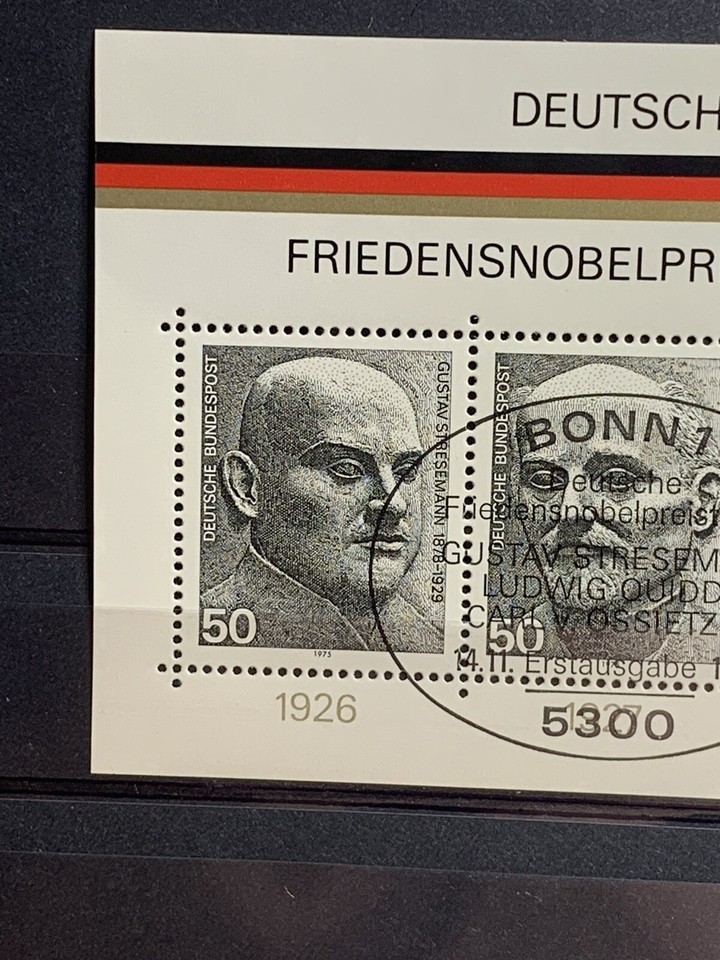 DEUTSCH
FRIEDENSNOBELPR
DEUTSCHE BUNDESPOST
GUSTAV STRESEMANN 1878-1929
50
1975
1926
DEUTSCHE BUNDESPOST
50
1927
BONN 1
Deutsche
Friedensnobelpreist
GUSTAV STRESEM
LUDWIG QUIDD
CARL v. OSSIETZ
14.11. Erstausgabe 1
5300